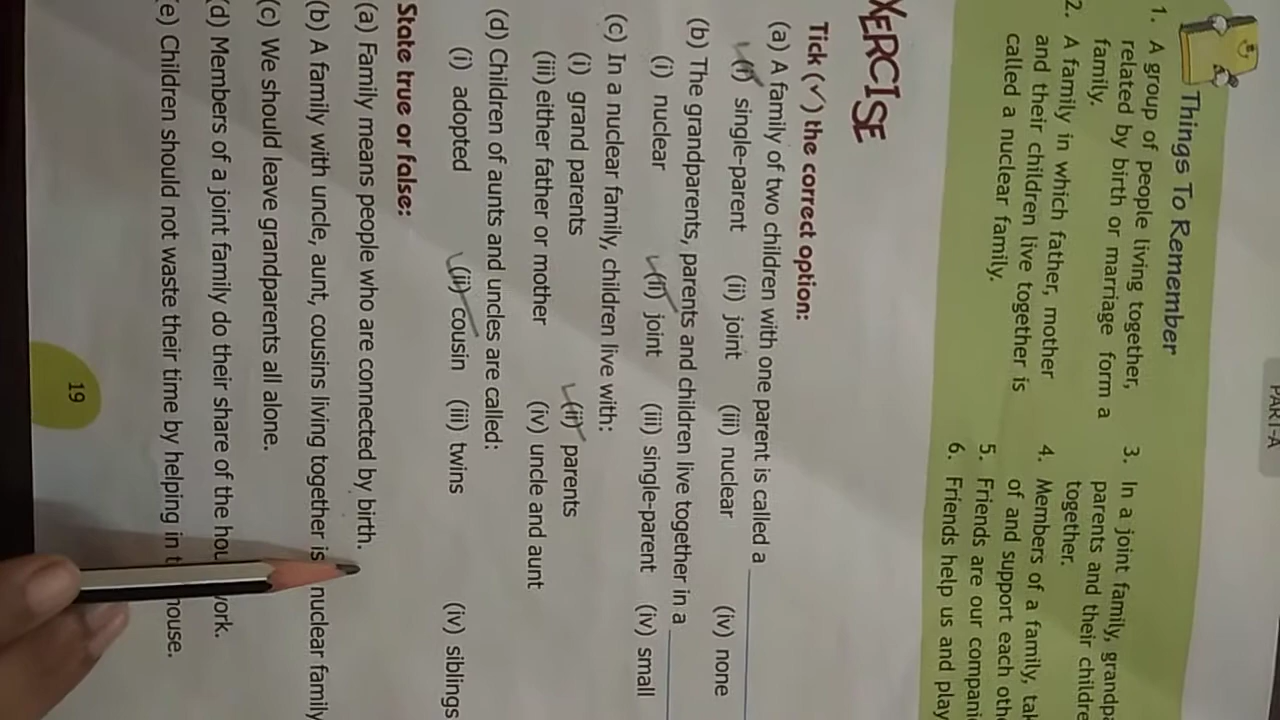 PART-A
Things To Remember
1. A group of people living together,
related by birth or marriage form a
family.
2. A family in which father, mother
and their children live together is
called a nuclear family.
3. In a joint family,
parents and their
together.
4. Members of a family,
of and support each
5. Friends are our
6. Friends help us and play
EXERCISE
Tick (✓) the correct option:
(a) A family of two children with one parent is called a
(i) single-parent (ii) joint (iii) nuclear (iv) none
(b) The grandparents, parents and children live together in a
(i) nuclear (ii) joint (iii) single-parent (iv) small
(c) In a nuclear family, children live with:
(i) grand parents (ii) parents
(iii) either father or mother (iv) uncle and aunt
(d) Children of aunts and uncles are called:
(i) adopted (ii) cousin (iii) twins (iv) siblings
State true or false:
(a) Family means people who are connected by birth.
(b) A family with uncle, aunt, cousins living together is nuclear family
(c) We should leave grandparents all alone.
(d) Members of a joint family do their share of the
(e) Children should not waste their time by helping in house.
19